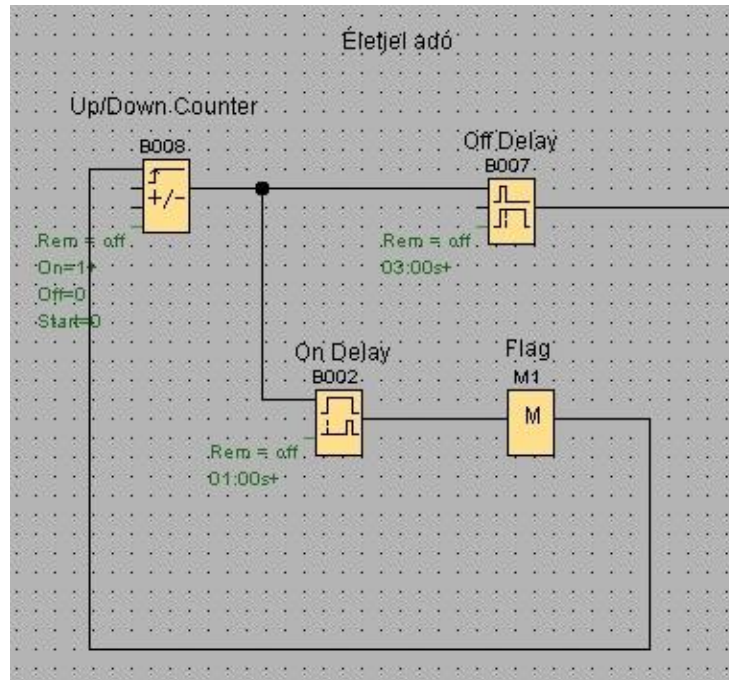 Életjel adó
Up/Down Counter
B008
+/-
Rem = off
On=1+
Off=0
Start=0
Off Delay
B007
Rem = off
03:00s+
On Delay
B002
Rem = off
01:00s+
Flag
M1
M